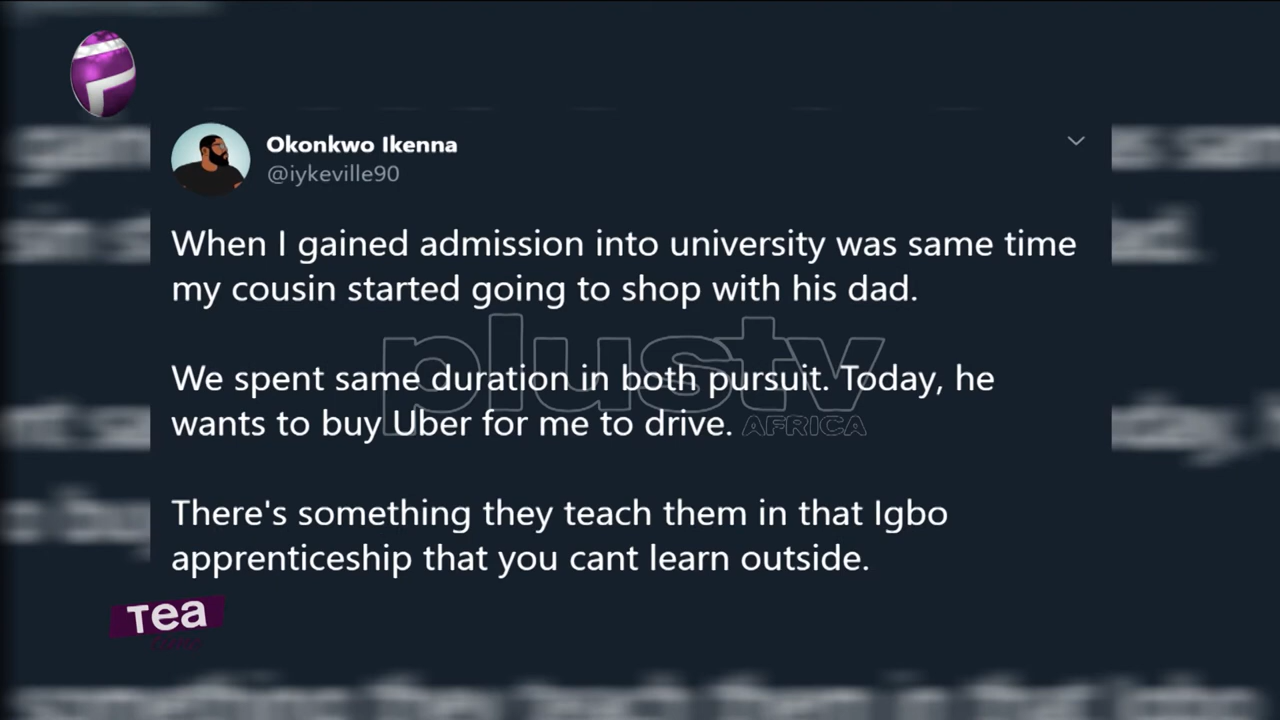 Okonkwo Ikenna
@iykeville90
When I gained admission into university was same time
my cousin started going to shop with his dad.
We spent same duration in both pursuit. Today, he
wants to buy Uber for me to drive.
There's something they teach them in that Igbo
apprenticeship that you cant learn outside.
plustv
AFRICA
Tea